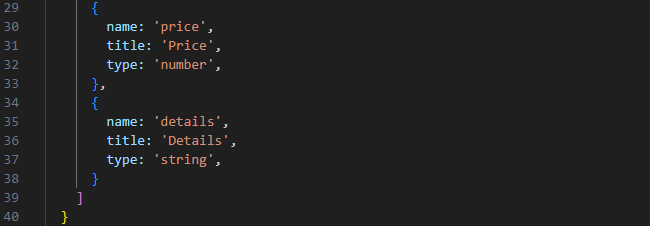 29 {
30 name: 'price',
31 title: 'Price',
32 type: 'number',
33 },
34 {
35 name: 'details',
36 title: 'Details',
37 type: 'string',
38 }
39 ]
40 }